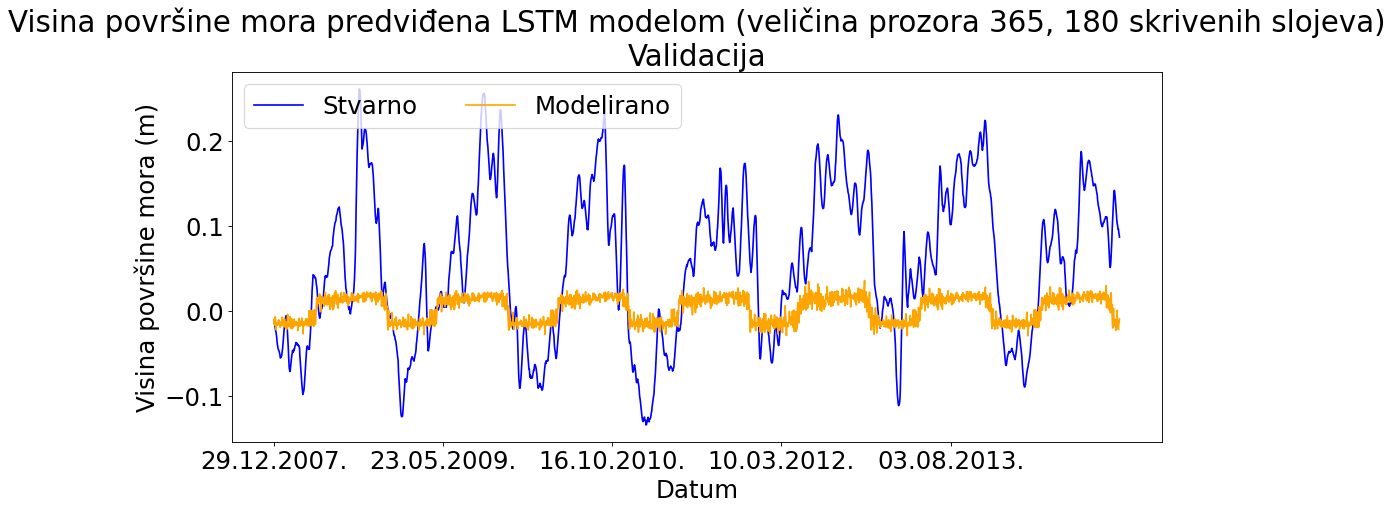 Visina površine mora predviđena LSTM modelom (veličina prozora 365, 180 skrivenih slojeva)
Validacija
Stvarno
Modelirano
Visina površine mora (m)
0.2
0.1
0.0
−0.1
29.12.2007.
23.05.2009.
16.10.2010.
10.03.2012.
03.08.2013.
Datum